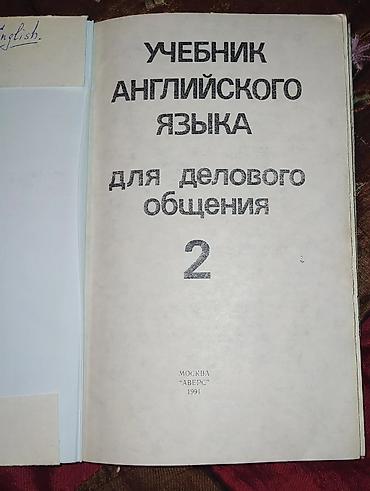 English.
УЧЕБНИК
АНГЛИЙСКОГО
ЯЗЫКА
для делового
общения
2
МОСКВА
"АВЕРС"
1991